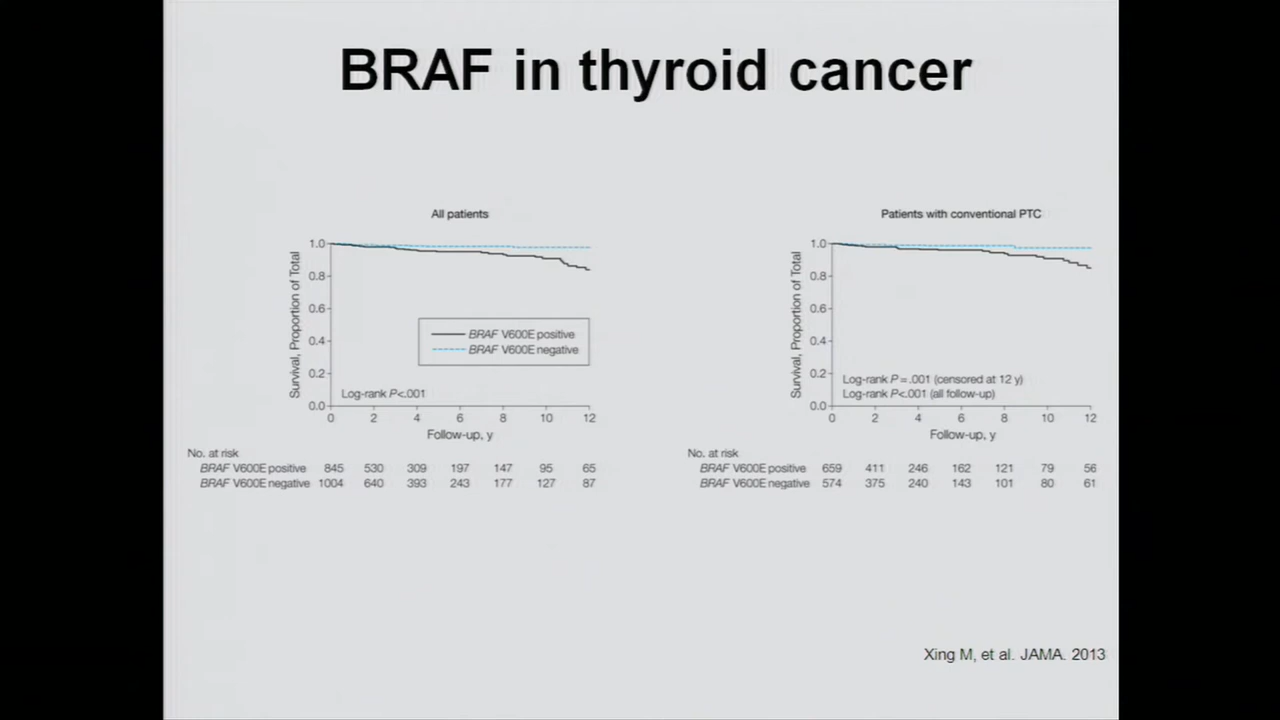 BRAF in thyroid cancer
All patients
Survival, Proportion of Total
1.0
0.8
0.6
0.4
0.2
0.0
BRAF V600E positive
BRAF V600E negative
Log-rank P<.001
0 2 4 6 8 10 12
Follow-up, y
No. at risk
BRAF V600E positive 845 530 309 197 147 95 65
BRAF V600E negative 1004 640 393 243 177 127 87
Patients with conventional PTC
Survival, Proportion of Total
1.0
0.8
0.6
0.4
0.2
0.0
Log-rank P=.001 (censored at 12 y)
Log-rank P<.001 (all follow-up)
0 2 4 6 8 10 12
Follow-up, y
No. at risk
BRAF V600E positive 659 411 246 162 121 79 56
BRAF V600E negative 574 375 240 143 101 80 61
Xing M, et al. JAMA. 2013